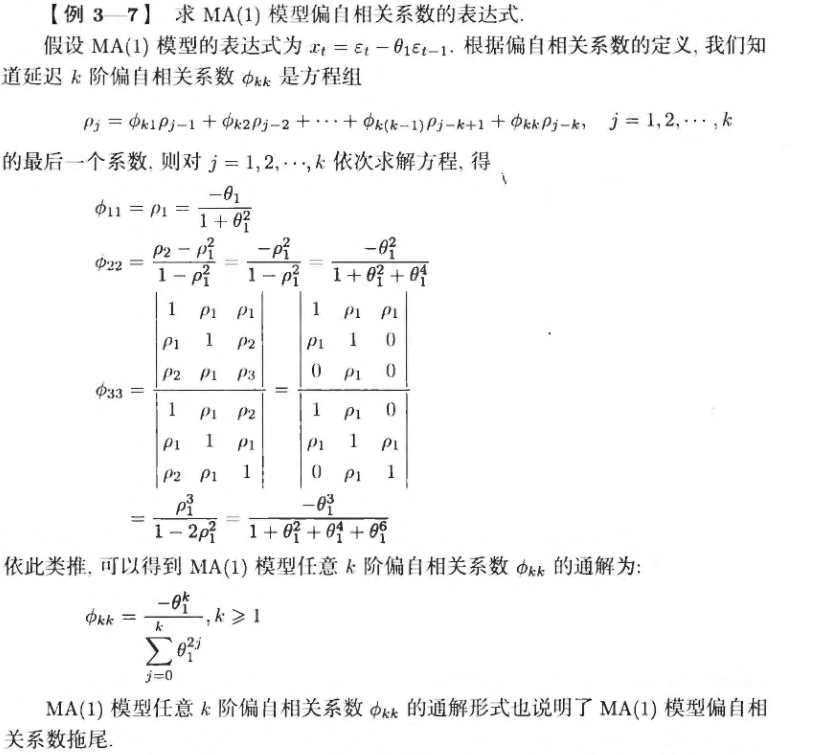 【例 3—7】 求 MA(1) 模型偏自相关系数的表达式.
假设 MA(1) 模型的表达式为 $x_t = \varepsilon_t - \theta_1\varepsilon_{t-1}$. 根据偏自相关系数的定义, 我们知
道延迟 $k$ 阶偏自相关系数 $\phi_{kk}$ 是方程组
$\rho_j = \phi_{k1}\rho_{j-1} + \phi_{k2}\rho_{j-2} + \cdots + \phi_{k(k-1)}\rho_{j-k+1} + \phi_{kk}\rho_{j-k}, \quad j = 1, 2, \cdots, k$
的最后一个系数, 则对 $j = 1, 2, \cdots, k$ 依次求解方程, 得
$\phi_{11} = \rho_1 = \frac{-\theta_1}{1+\theta_1^2}$
$\phi_{22} = \frac{\rho_2 - \rho_1^2}{1-\rho_1^2} = \frac{-\rho_1^2}{1-\rho_1^2} = \frac{-\theta_1^2}{1+\theta_1^2+\theta_1^4}$
$\phi_{33} = \frac{\begin{vmatrix} 1 & \rho_1 & \rho_1 \\ \rho_1 & 1 & \rho_2 \\ \rho_2 & \rho_1 & \rho_3 \end{vmatrix}}{\begin{vmatrix} 1 & \rho_1 & \rho_2 \\ \rho_1 & 1 & \rho_1 \\ \rho_2 & \rho_1 & 1 \end{vmatrix}} = \frac{\begin{vmatrix} 1 & \rho_1 & \rho_1 \\ \rho_1 & 1 & 0 \\ 0 & \rho_1 & 0 \end{vmatrix}}{\begin{vmatrix} 1 & \rho_1 & 0 \\ \rho_1 & 1 & \rho_1 \\ 0 & \rho_1 & 1 \end{vmatrix}}$
$= \frac{\rho_1^3}{1-2\rho_1^2} = \frac{-\theta_1^3}{1+\theta_1^2+\theta_1^4+\theta_1^6}$
依此类推, 可以得到 MA(1) 模型任意 $k$ 阶偏自相关系数 $\phi_{kk}$ 的通解为:
$\phi_{kk} = \frac{-\theta_1^k}{\sum_{j=0}^{k}\theta_1^{2j}}, k \geqslant 1$
MA(1) 模型任意 $k$ 阶偏自相关系数 $\phi_{kk}$ 的通解形式也说明了 MA(1) 模型偏自相
关系数拖尾.